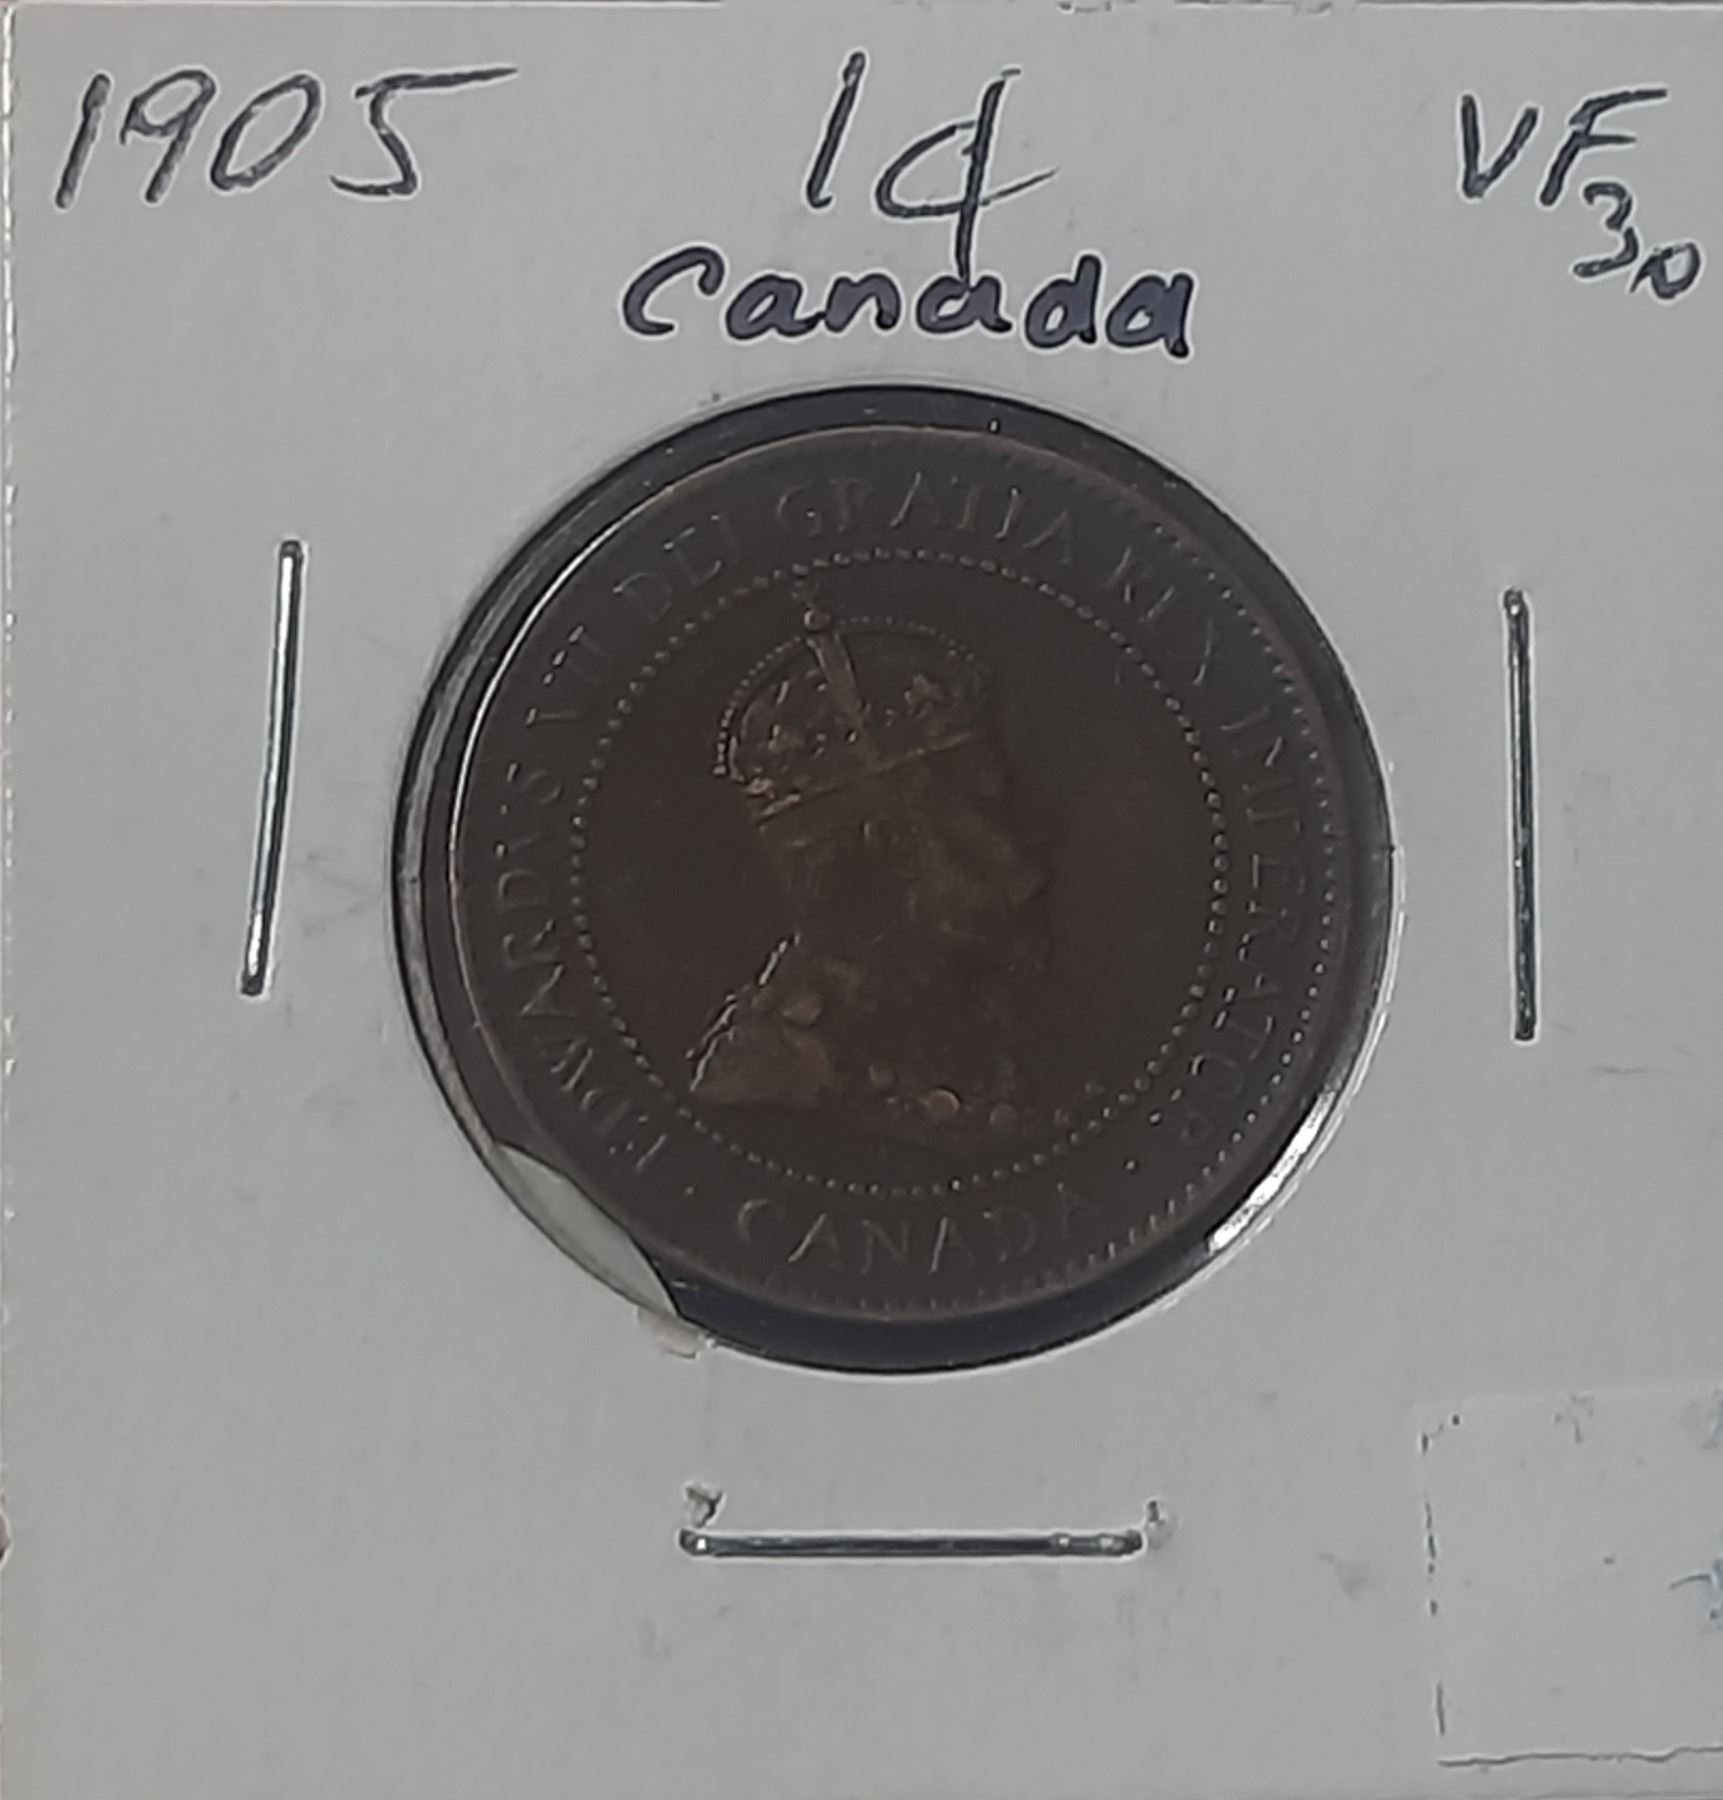 1905 1¢ VF30
Canada
EDWARDVS VII DEI GRATIA REX IMPERATOR
· CANADA ·